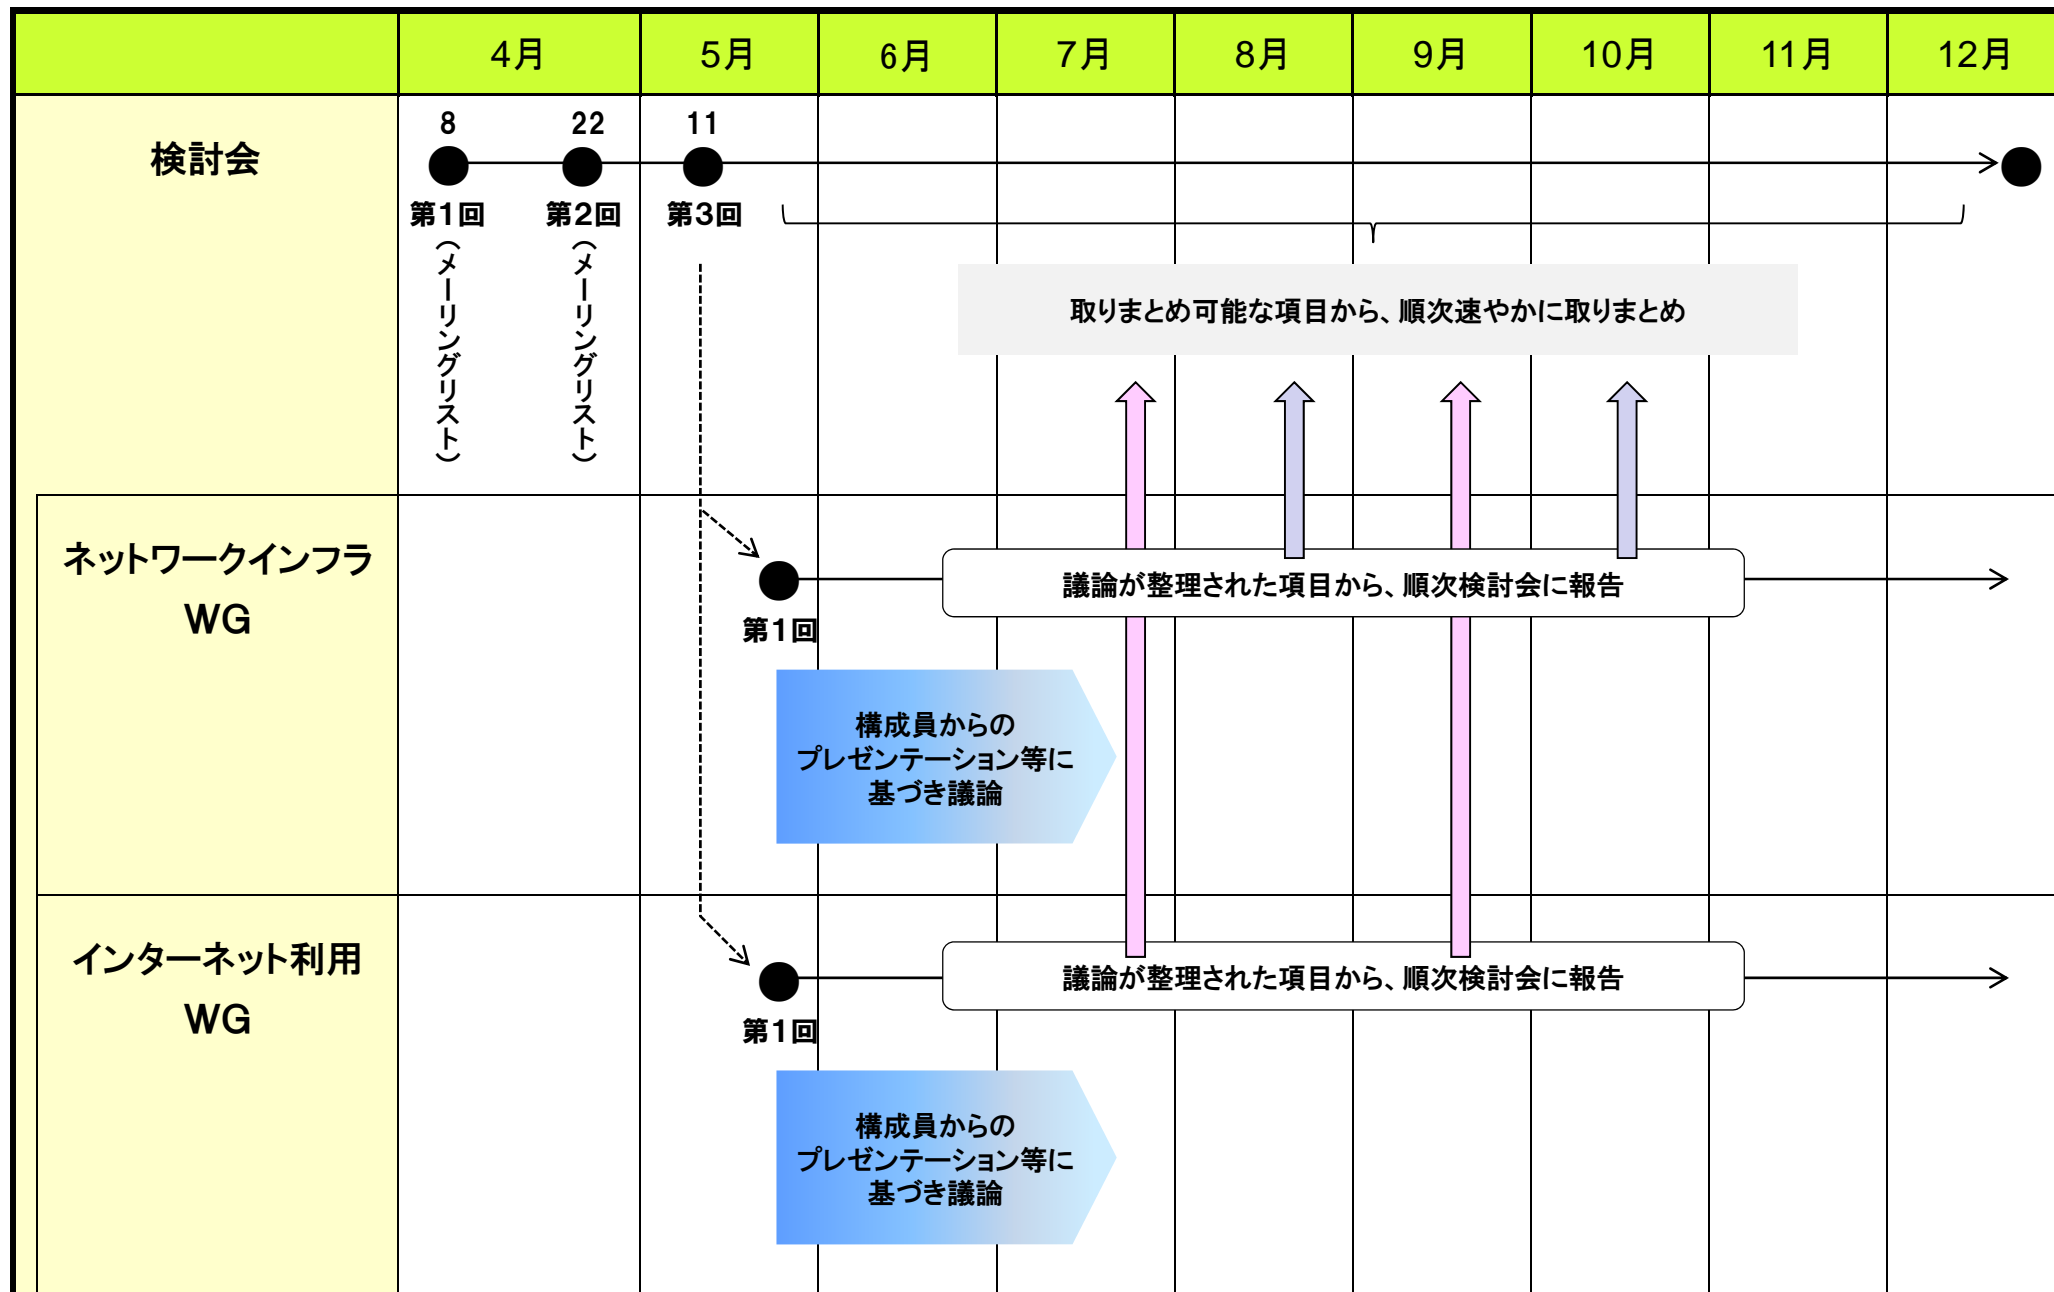 4月 5月 6月 7月 8月 9月 10月 11月 12月
検討会
8 22 11
第1回 第2回 第3回
(メーリングリスト)
(メーリングリスト)
取りまとめ可能な項目から、順次速やかに取りまとめ
ネットワークインフラ
WG
議論が整理された項目から、順次検討会に報告
第1回
構成員からの
プレゼンテーション等に
基づき議論
インターネット利用
WG
議論が整理された項目から、順次検討会に報告
第1回
構成員からの
プレゼンテーション等に
基づき議論